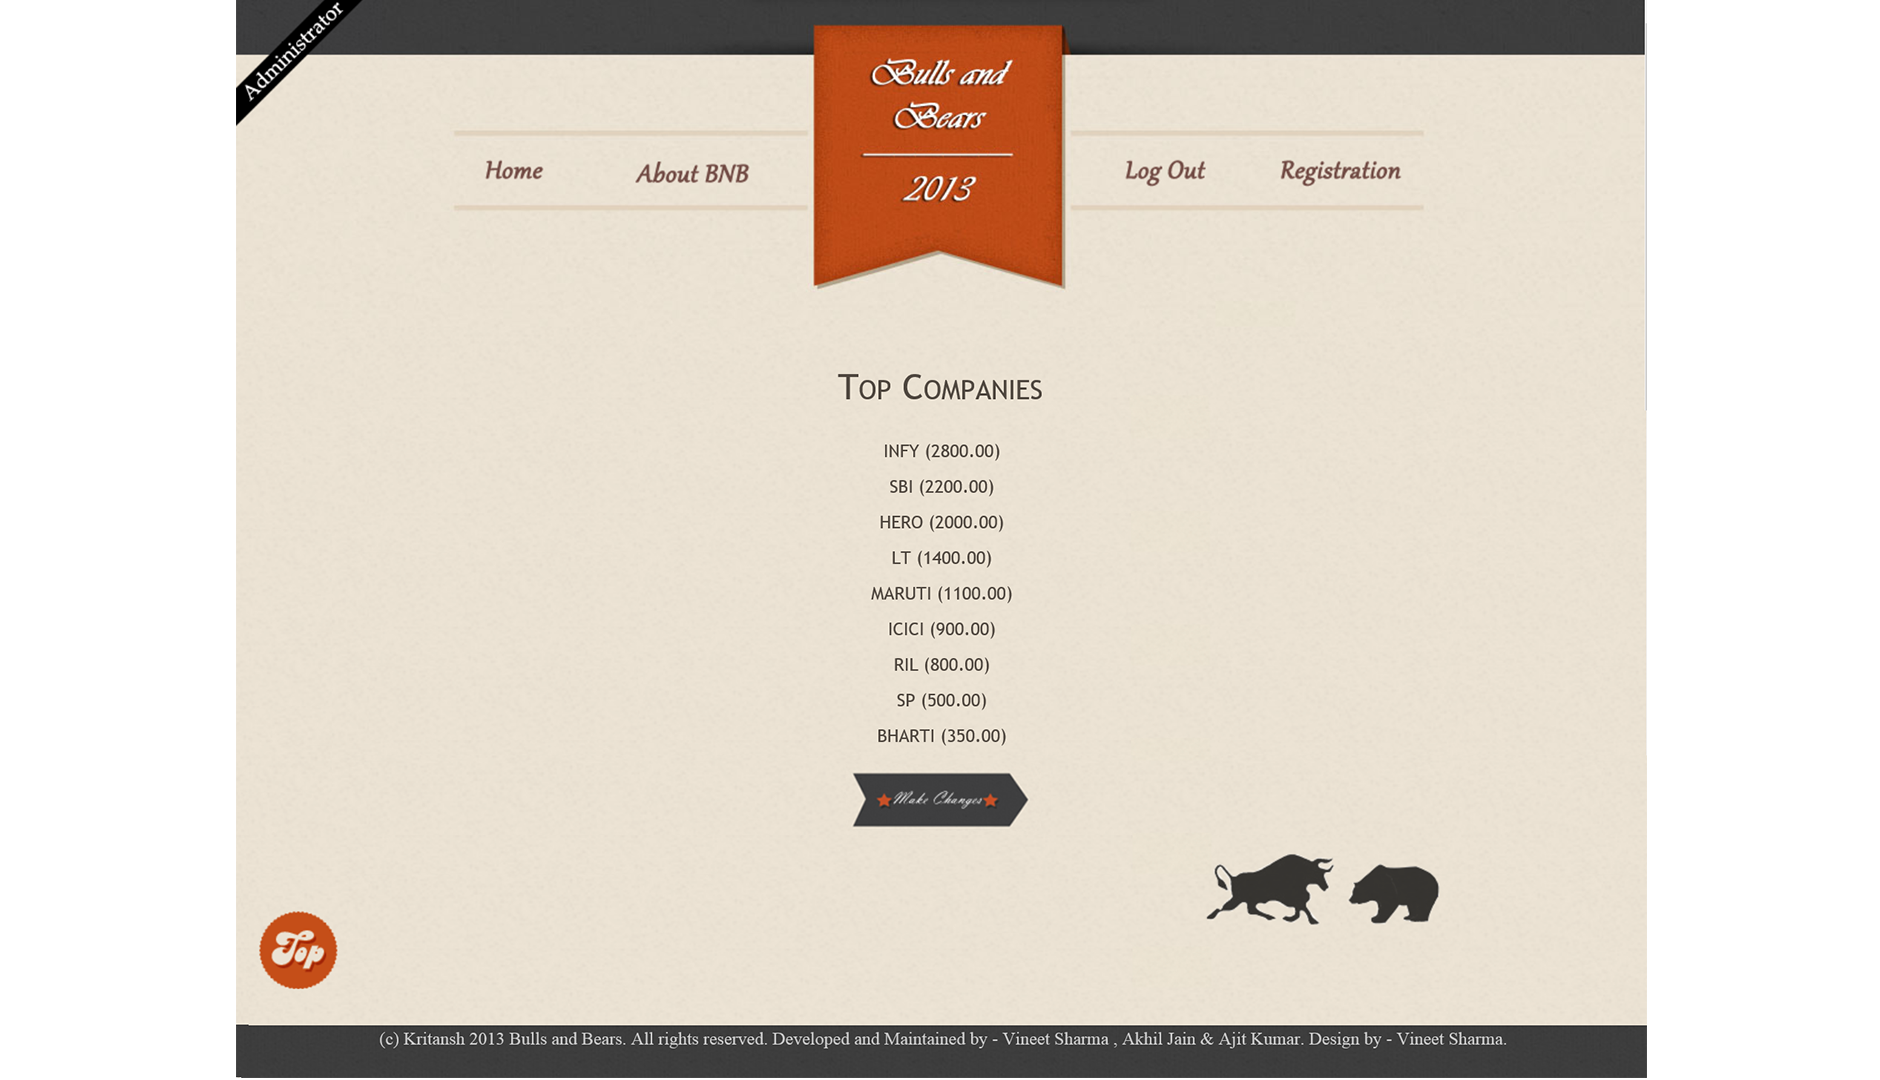 Administrator
Bulls and
Bears
2013
Home
About BNB
Log Out
Registration
Top Companies
INFY (2800.00)
SBI (2200.00)
HERO (2000.00)
LT (1400.00)
MARUTI (1100.00)
ICICI (900.00)
RIL (800.00)
SP (500.00)
BHARTI (350.00)
Make Changes
Top
(c) Kritansh 2013 Bulls and Bears. All rights reserved. Developed and Maintained by - Vineet Sharma , Akhil Jain & Ajit Kumar. Design by - Vineet Sharma.